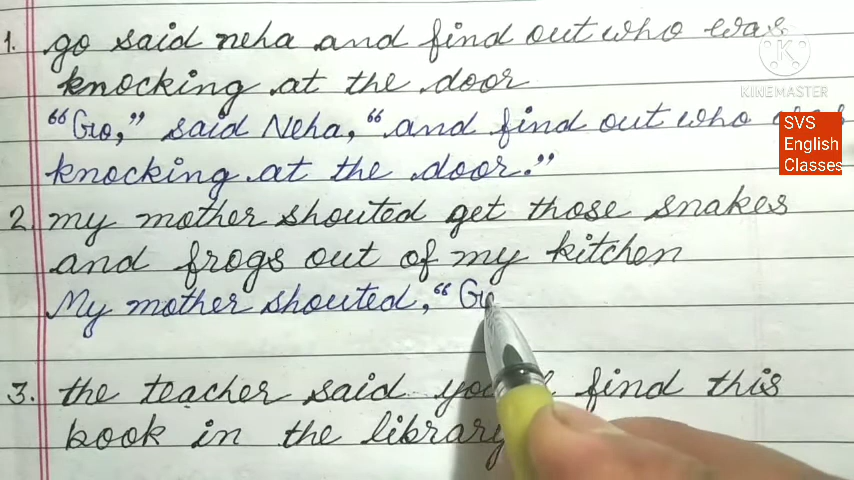 1. go said neha and find out who was
knocking at the door
"Go," said Neha, "and find out who
knocking at the door."
2. my mother shouted get those snakes
and frogs out of my kitchen
My mother shouted, "G
3. the teacher said find this
book in the library
KINEMASTER
SVS
English
Classes